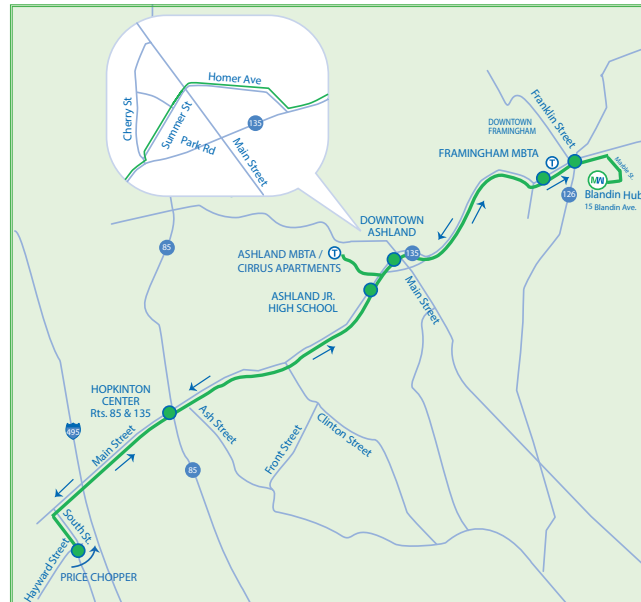 Homer Ave
Cherry St
Summer St
135
Park Rd
Main Street
Franklin Street
DOWNTOWN
FRAMINGHAM
FRAMINGHAM MBTA
T
Marble St.
MW
126
Blandin Hub
15 Blandin Ave.
DOWNTOWN
ASHLAND
135
85
ASHLAND MBTA /
CIRRUS APARTMENTS
T
Main Street
ASHLAND JR.
HIGH SCHOOL
HOPKINTON
CENTER
Rts. 85 & 135
Ash Street
Clinton Street
Front Street
495
Main Street
85
South St.
Hayward Street
PRICE CHOPPER